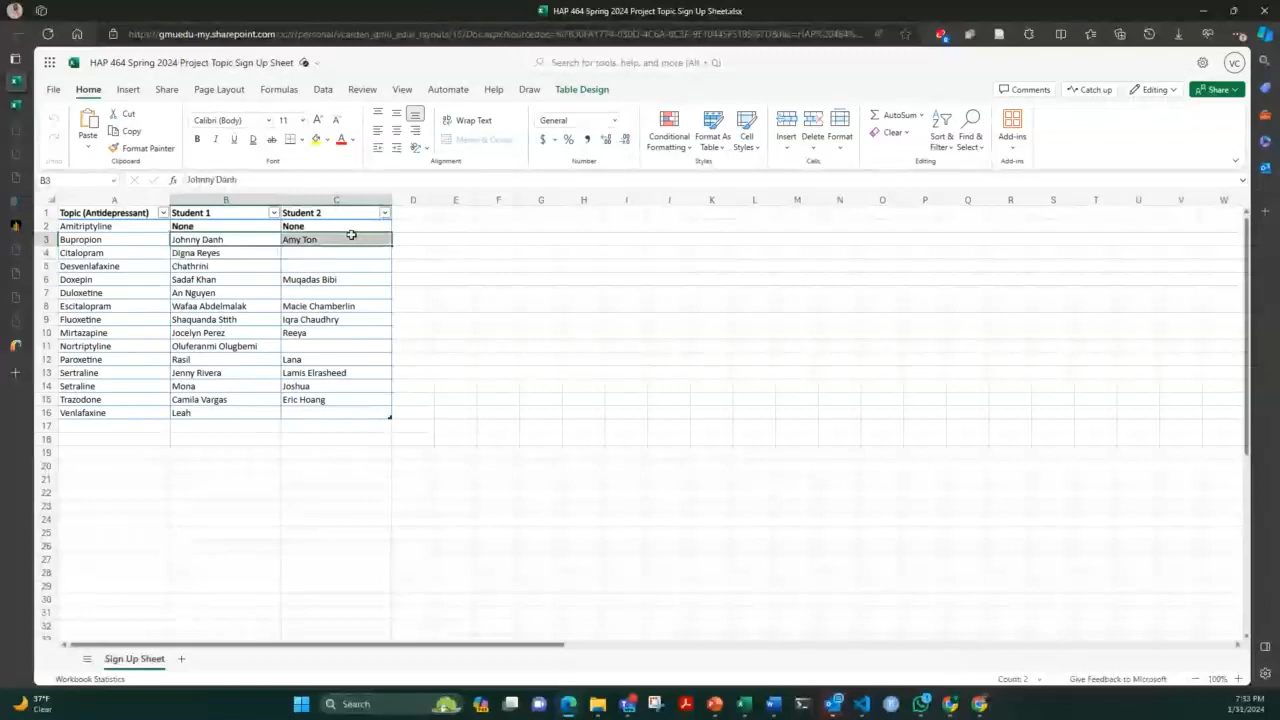 HAP 464 Spring 2024 Project Topic Sign Up Sheet.xlsx
HAP 464 Spring 2024 Project Topic Sign Up Sheet
Search for tools, help, and more (Alt + Q)
VC
File Home Insert Share Page Layout Formulas Data Review View Automate Help Draw Table Design
Comments Catch up Editing Share
Paste Cut Copy Format Painter
Calibri (Body) 11
Wrap Text
Merge & Center
General
Conditional Formatting Format As Table Cell Styles
Insert Delete Format
AutoSum Clear
Sort & Filter Find & Select
Add-ins
Clipboard Font Alignment Number Styles Cells Editing Add-ins
B3 fx Johnny Danh
A B C D E F G H I J K L M N O P Q R S T U V W
1 Topic (Antidepressant) Student 1 Student 2
2 Amitriptyline None None
3 Bupropion Johnny Danh Amy Ton
4 Citalopram Digna Reyes
5 Desvenlafaxine Chathrini
6 Doxepin Sadaf Khan Muqadas Bibi
7 Duloxetine An Nguyen
8 Escitalopram Wafaa Abdelmalak Macie Chamberlin
9 Fluoxetine Shaquanda Stith Iqra Chaudhry
10 Mirtazapine Jocelyn Perez Reeya
11 Nortriptyline Oluferanmi Olugbemi
12 Paroxetine Rasil Lana
13 Sertraline Jenny Rivera Lamis Elrasheed
14 Setraline Mona Joshua
15 Trazodone Camila Vargas Eric Hoang
16 Venlafaxine Leah
17
18
19
20
21
22
23
24
25
26
27
28
29
30
31
32
Sign Up Sheet
Workbook Statistics Count: 2 Give Feedback to Microsoft 100%
37°F
Clear
Search
7:33 PM
1/31/2024